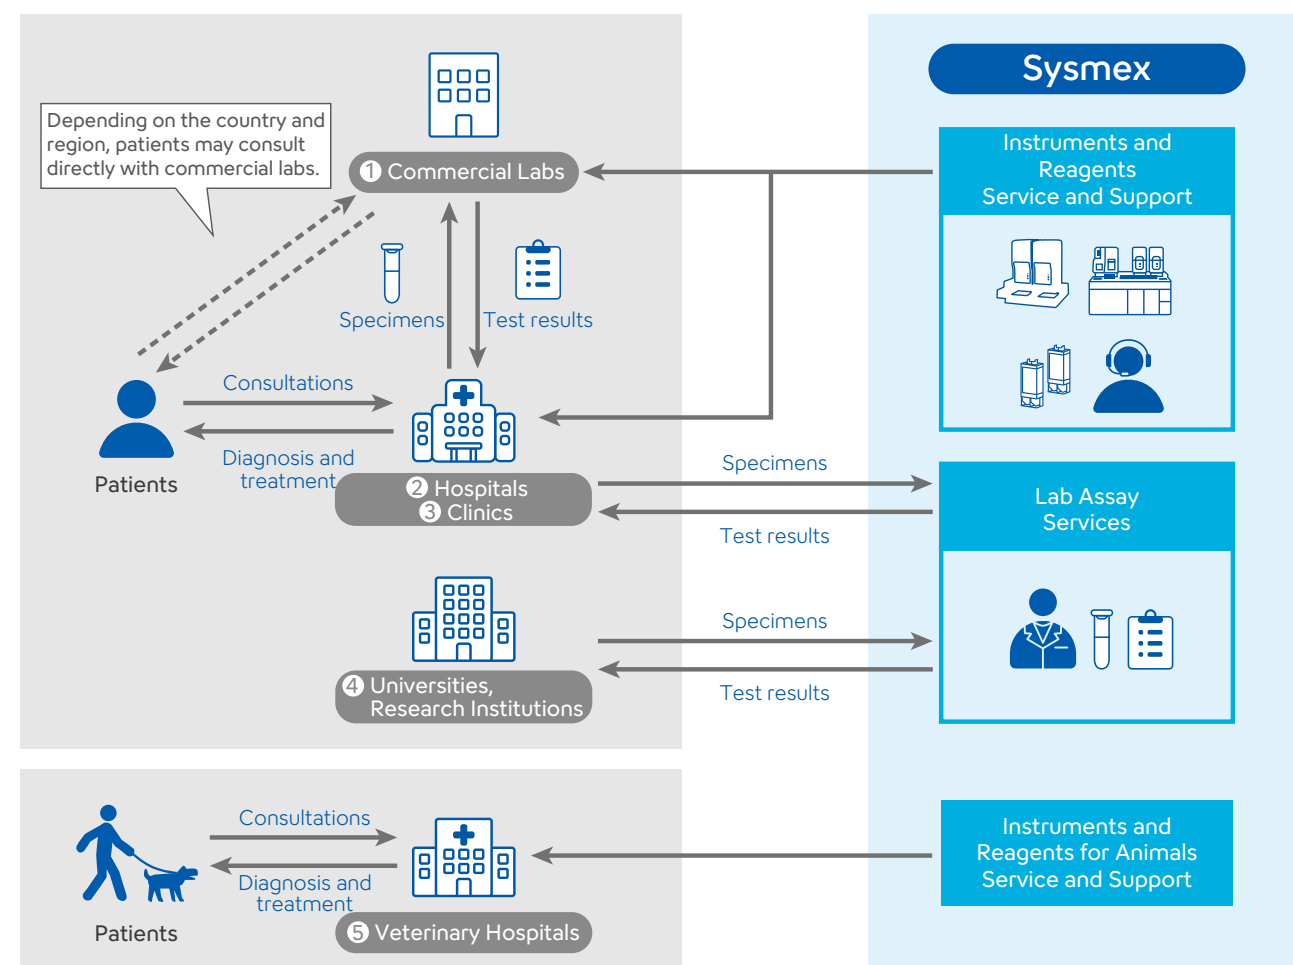 Sysmex
Depending on the country and
region, patients may consult
directly with commercial labs.
1 Commercial Labs
Instruments and
Reagents
Service and Support
Specimens
Test results
Consultations
Diagnosis and
treatment
Patients
2 Hospitals
3 Clinics
Specimens
Test results
Lab Assay
Services
4 Universities,
Research Institutions
Specimens
Test results
Consultations
Diagnosis and
treatment
Patients
5 Veterinary Hospitals
Instruments and
Reagents for Animals
Service and Support